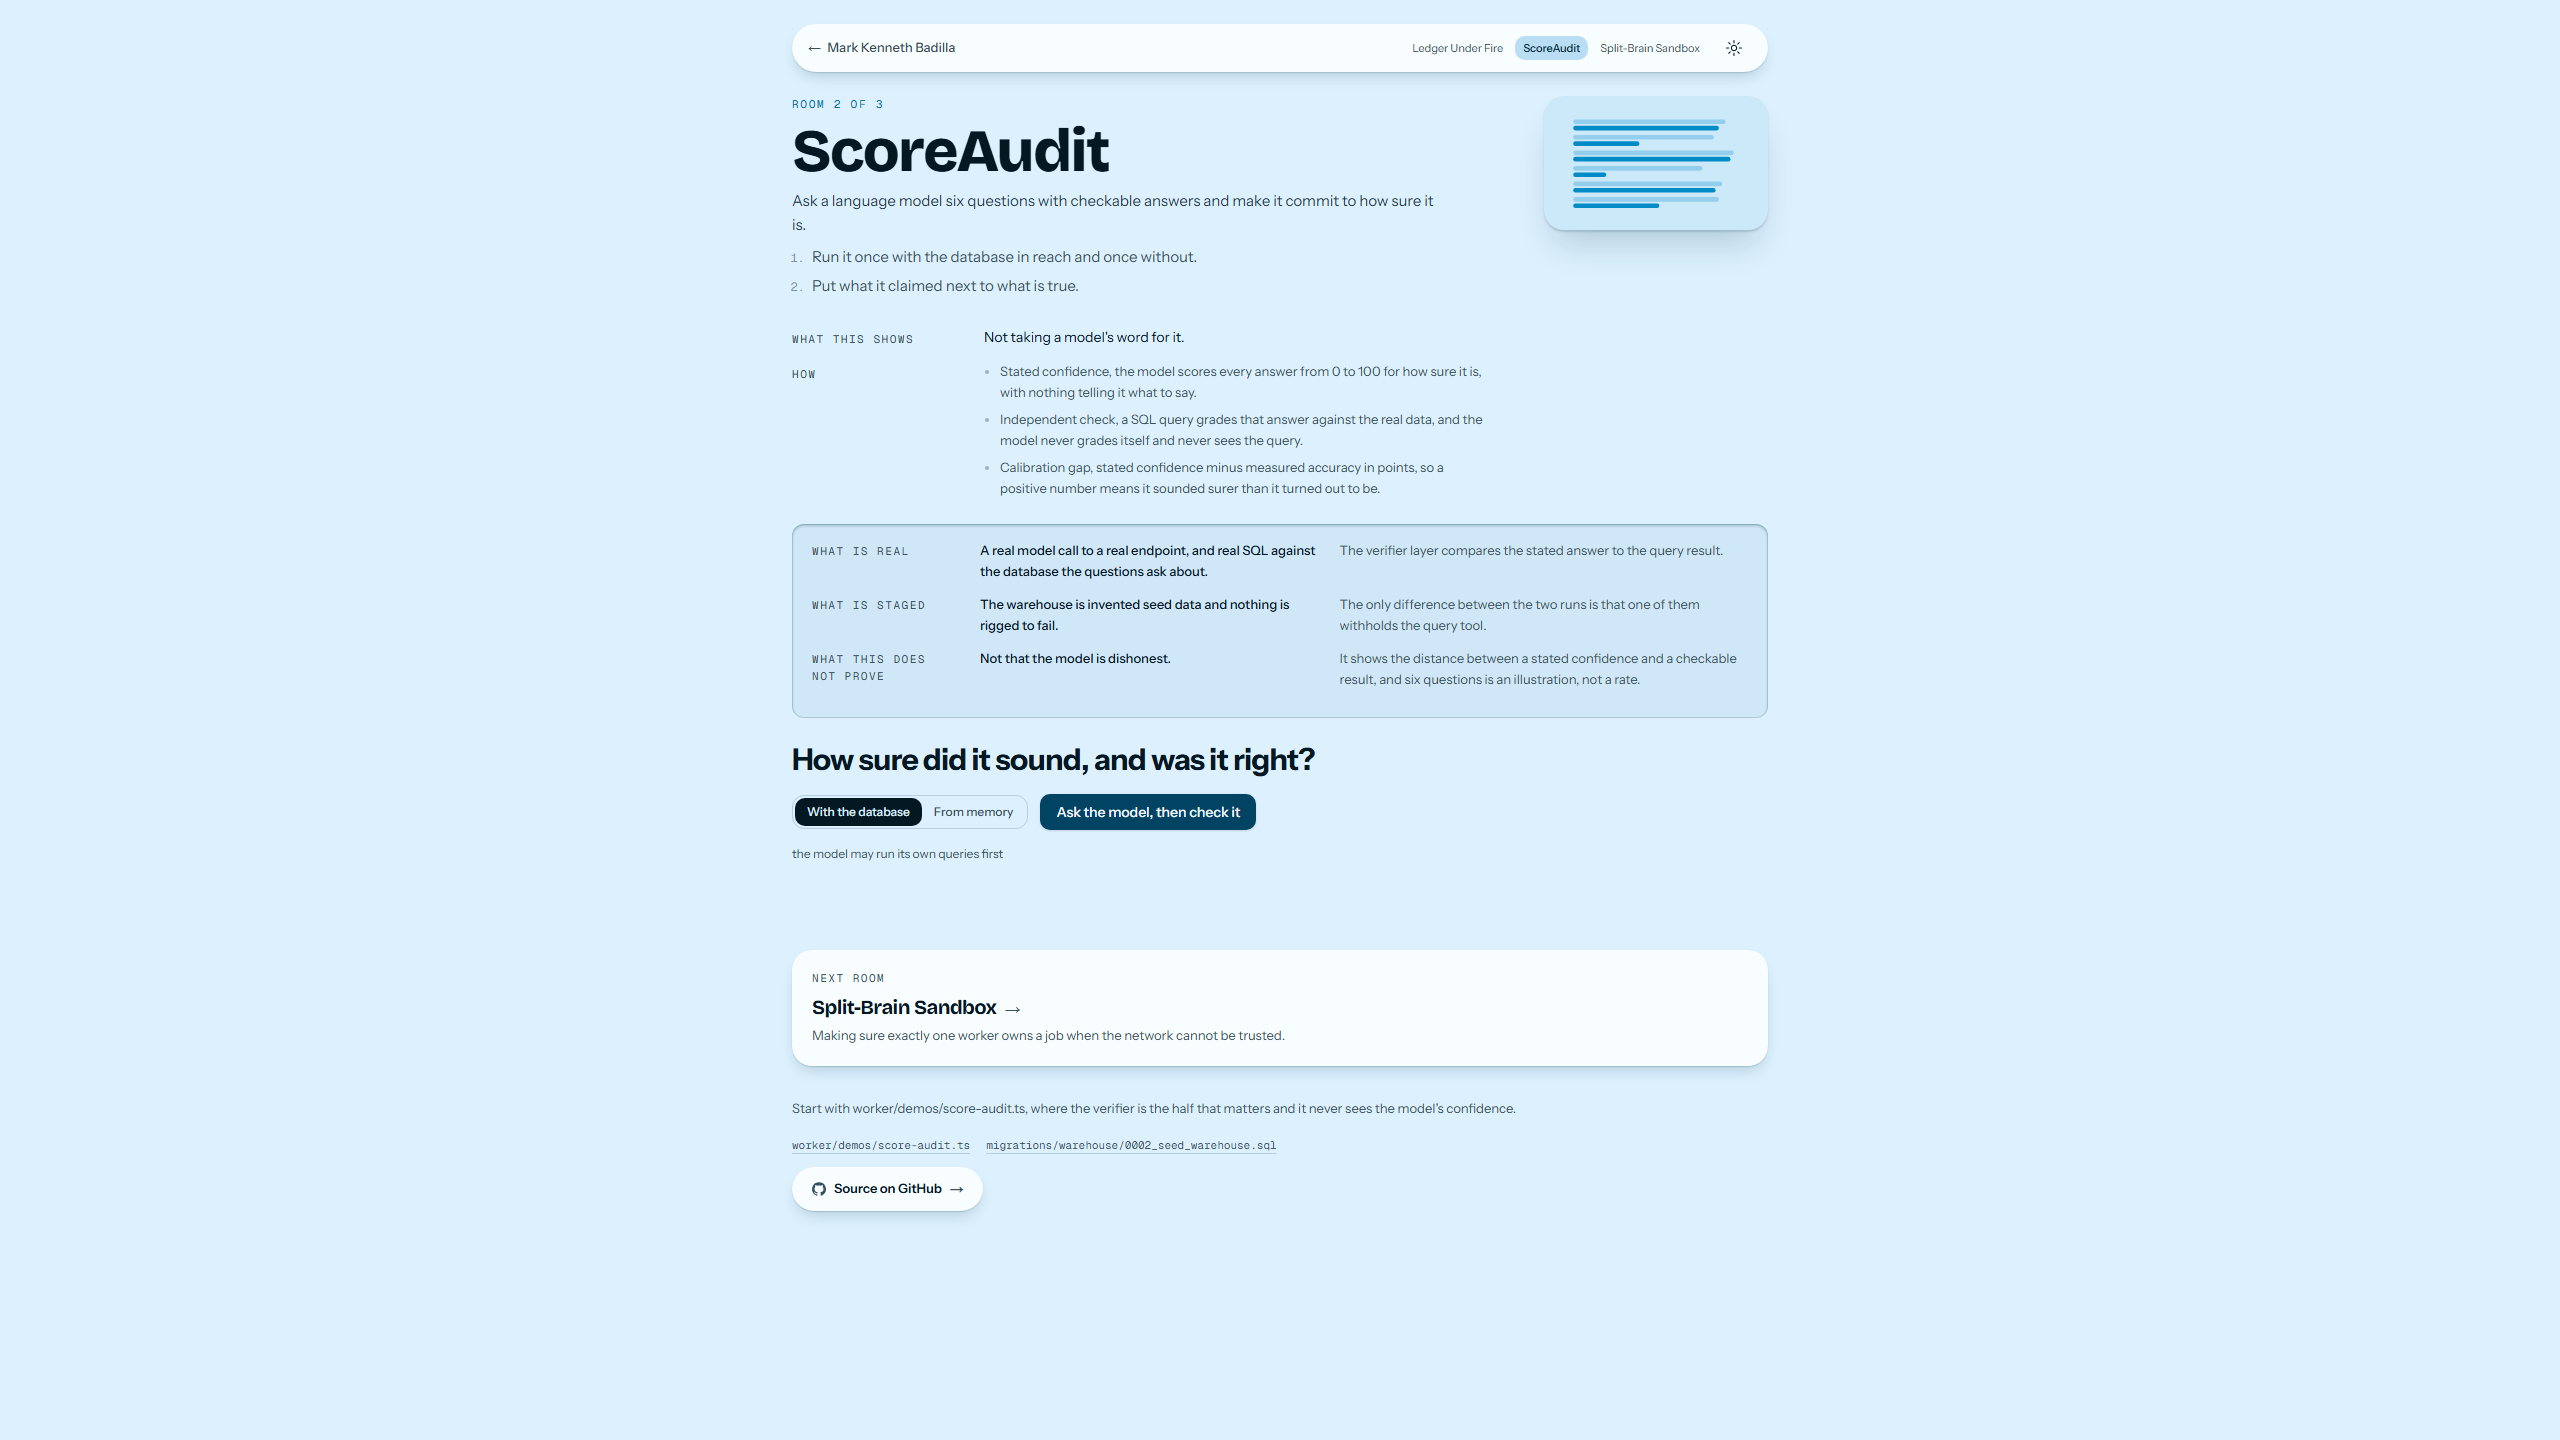 ← Mark Kenneth Badilla
Ledger Under Fire
ScoreAudit
Split-Brain Sandbox
ROOM 2 OF 3
ScoreAudit
Ask a language model six questions with checkable answers and make it commit to how sure it
is.
1. Run it once with the database in reach and once without.
2. Put what it claimed next to what is true.
WHAT THIS SHOWS
Not taking a model's word for it.
HOW
• Stated confidence, the model scores every answer from 0 to 100 for how sure it is,
with nothing telling it what to say.
• Independent check, a SQL query grades that answer against the real data, and the
model never grades itself and never sees the query.
• Calibration gap, stated confidence minus measured accuracy in points, so a
positive number means it sounded surer than it turned out to be.
WHAT IS REAL
A real model call to a real endpoint, and real SQL against
the database the questions ask about.
The verifier layer compares the stated answer to the query result.
WHAT IS STAGED
The warehouse is invented seed data and nothing is
rigged to fail.
The only difference between the two runs is that one of them
withholds the query tool.
WHAT THIS DOES
NOT PROVE
Not that the model is dishonest.
It shows the distance between a stated confidence and a checkable
result, and six questions is an illustration, not a rate.
How sure did it sound, and was it right?
With the database
From memory
Ask the model, then check it
the model may run its own queries first
NEXT ROOM
Split-Brain Sandbox →
Making sure exactly one worker owns a job when the network cannot be trusted.
Start with worker/demos/score-audit.ts, where the verifier is the half that matters and it never sees the model's confidence.
worker/demos/score-audit.ts
migrations/warehouse/0002_seed_warehouse.sql
Source on GitHub →